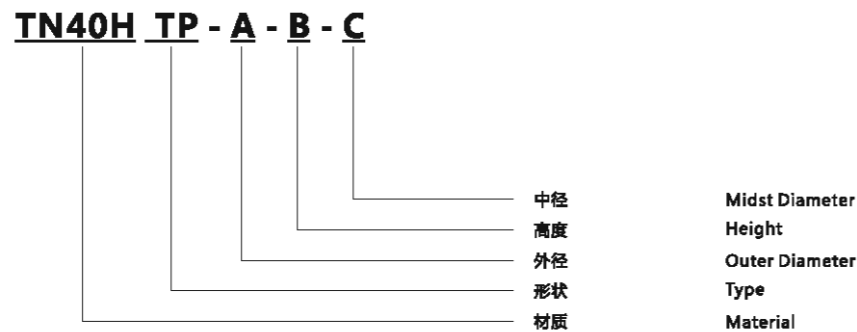 TN40H TP - A - B - C
中径 Midst Diameter
高度 Height
外径 Outer Diameter
形状 Type
材质 Material